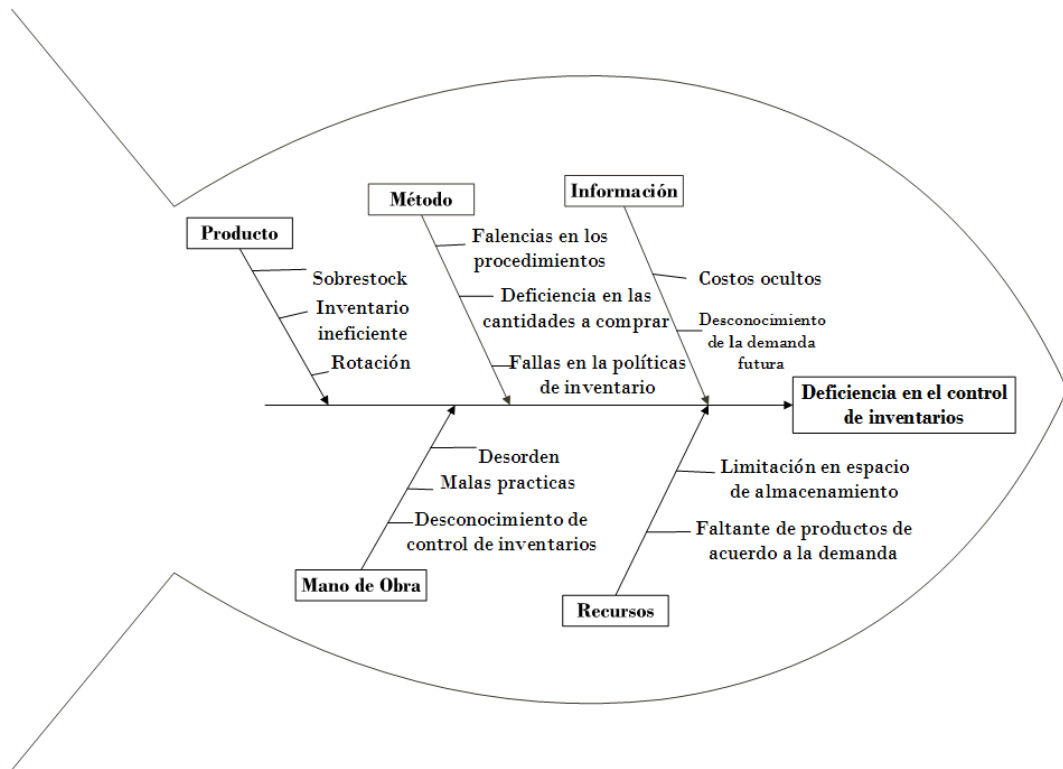 Producto
Sobrestock
Inventario
ineficiente
Rotación
Método
Falencias en los
procedimientos
Deficiencia en las
cantidades a comprar
Fallas en la políticas
de inventario
Información
Costos ocultos
Desconocimiento
de la demanda
futura
Deficiencia en el control
de inventarios
Desorden
Malas practicas
Desconocimiento de
control de inventarios
Mano de Obra
Limitación en espacio
de almacenamiento
Faltante de productos de
acuerdo a la demanda
Recursos